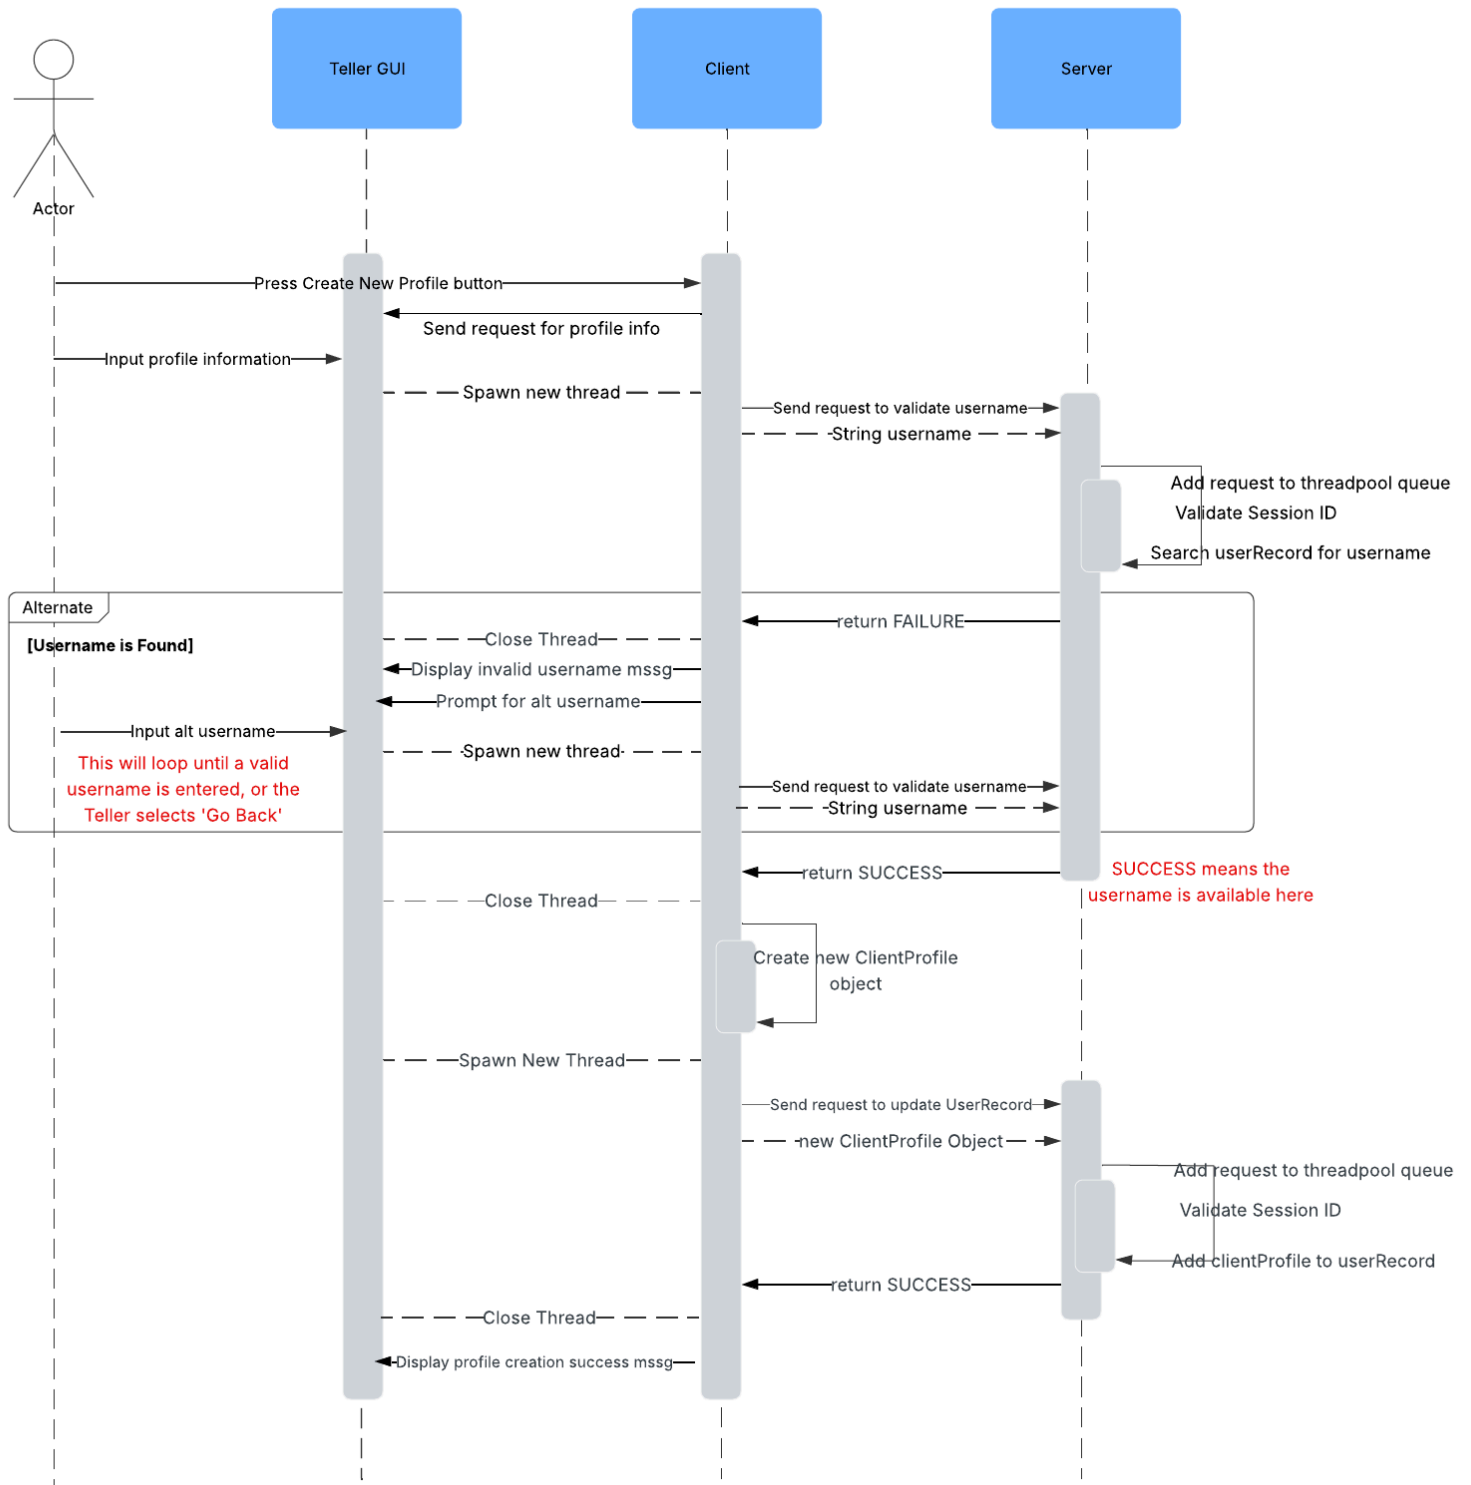 Teller GUI
Client
Server
Actor
Press Create New Profile button
Send request for profile info
Input profile information
Spawn new thread
Send request to validate username
String username
Add request to threadpool queue
Validate Session ID
Search userRecord for username
Alternate
[Username is Found]
return FAILURE
Close Thread
Display invalid username mssg
Prompt for alt username
Input alt username
Spawn new thread
This will loop until a valid
username is entered, or the
Teller selects 'Go Back'
Send request to validate username
String username
return SUCCESS
SUCCESS means the
username is available here
Close Thread
Create new ClientProfile
object
Spawn New Thread
Send request to update UserRecord
new ClientProfile Object
Add request to threadpool queue
Validate Session ID
Add clientProfile to userRecord
return SUCCESS
Close Thread
Display profile creation success mssg